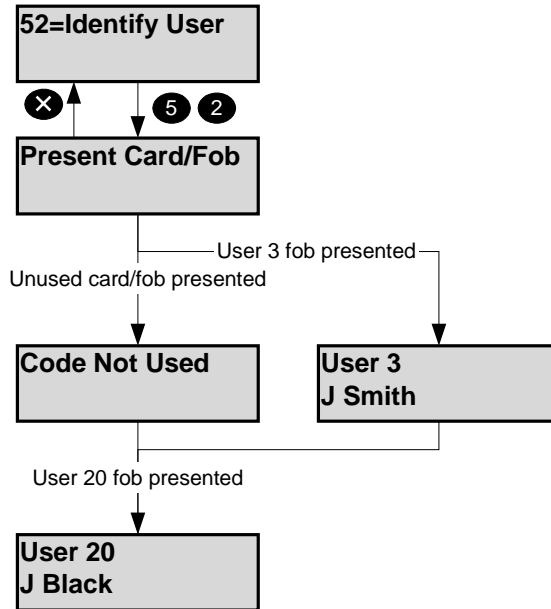 52=Identify User
5 2
Present Card/Fob
User 3 fob presented
Unused card/fob presented
Code Not Used
User 3
J Smith
User 20 fob presented
User 20
J Black